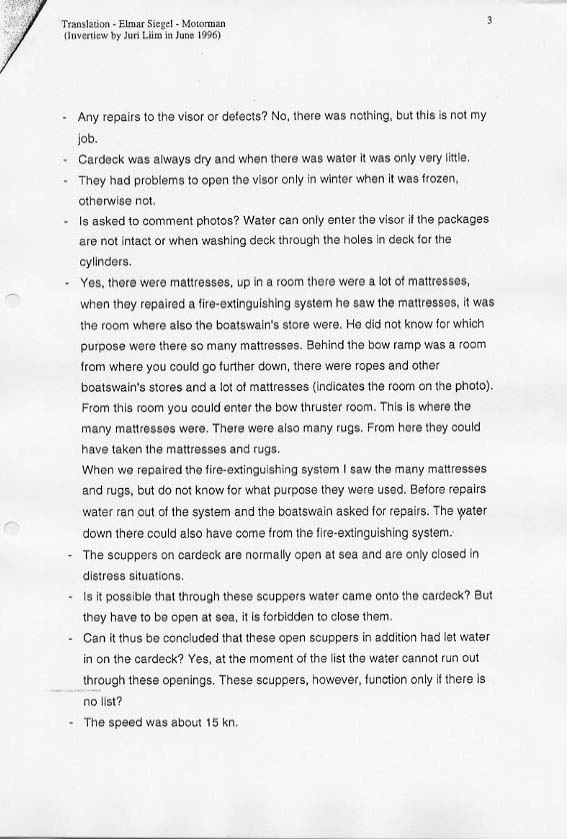 Translation - Elmar Siegel - Motorman
3
(Invertiew by Juri Liim in June 1996)
- Any repairs to the visor or defects? No, there was nothing, but this is not my
job.
- Cardeck was always dry and when there was water it was only very little.
- They had problems to open the visor only in winter when it was frozen,
otherwise not.
- Is asked to comment photos? Water can only enter the visor if the packages
are not intact or when washing deck through the holes in deck for the
cylinders.
- Yes, there were mattresses, up in a room there were a lot of mattresses,
when they repaired a fire-extinguishing system he saw the mattresses, it was
the room where also the boatswain's store were. He did not know for which
purpose were there so many mattresses. Behind the bow ramp was a room
from where you could go further down, there were ropes and other
boatswain's stores and a lot of mattresses (indicates the room on the photo).
From this room you could enter the bow thruster room. This is where the
many mattresses were. There were also many rugs. From here they could
have taken the mattresses and rugs.
When we repaired the fire-extinguishing system I saw the many mattresses
and rugs, but do not know for what purpose they were used. Before repairs
water ran out of the system and the boatswain asked for repairs. The water
down there could also have come from the fire-extinguishing system.
- The scuppers on cardeck are normally open at sea and are only closed in
distress situations.
- Is it possible that through these scuppers water came onto the cardeck? But
they have to be open at sea, it is forbidden to close them.
- Can it thus be concluded that these open scuppers in addition had let water
in on the cardeck? Yes, at the moment of the list the water cannot run out
through these openings. These scuppers, however, function only if there is
no list?
- The speed was about 15 kn.